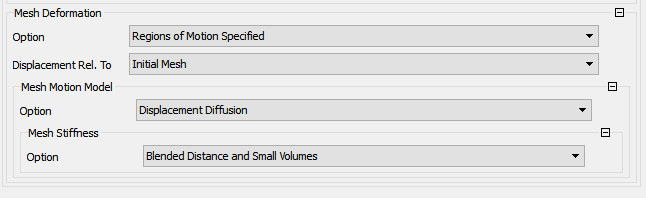 Mesh Deformation
Option Regions of Motion Specified
Displacement Rel. To Initial Mesh
Mesh Motion Model
Option Displacement Diffusion
Mesh Stiffness
Option Blended Distance and Small Volumes